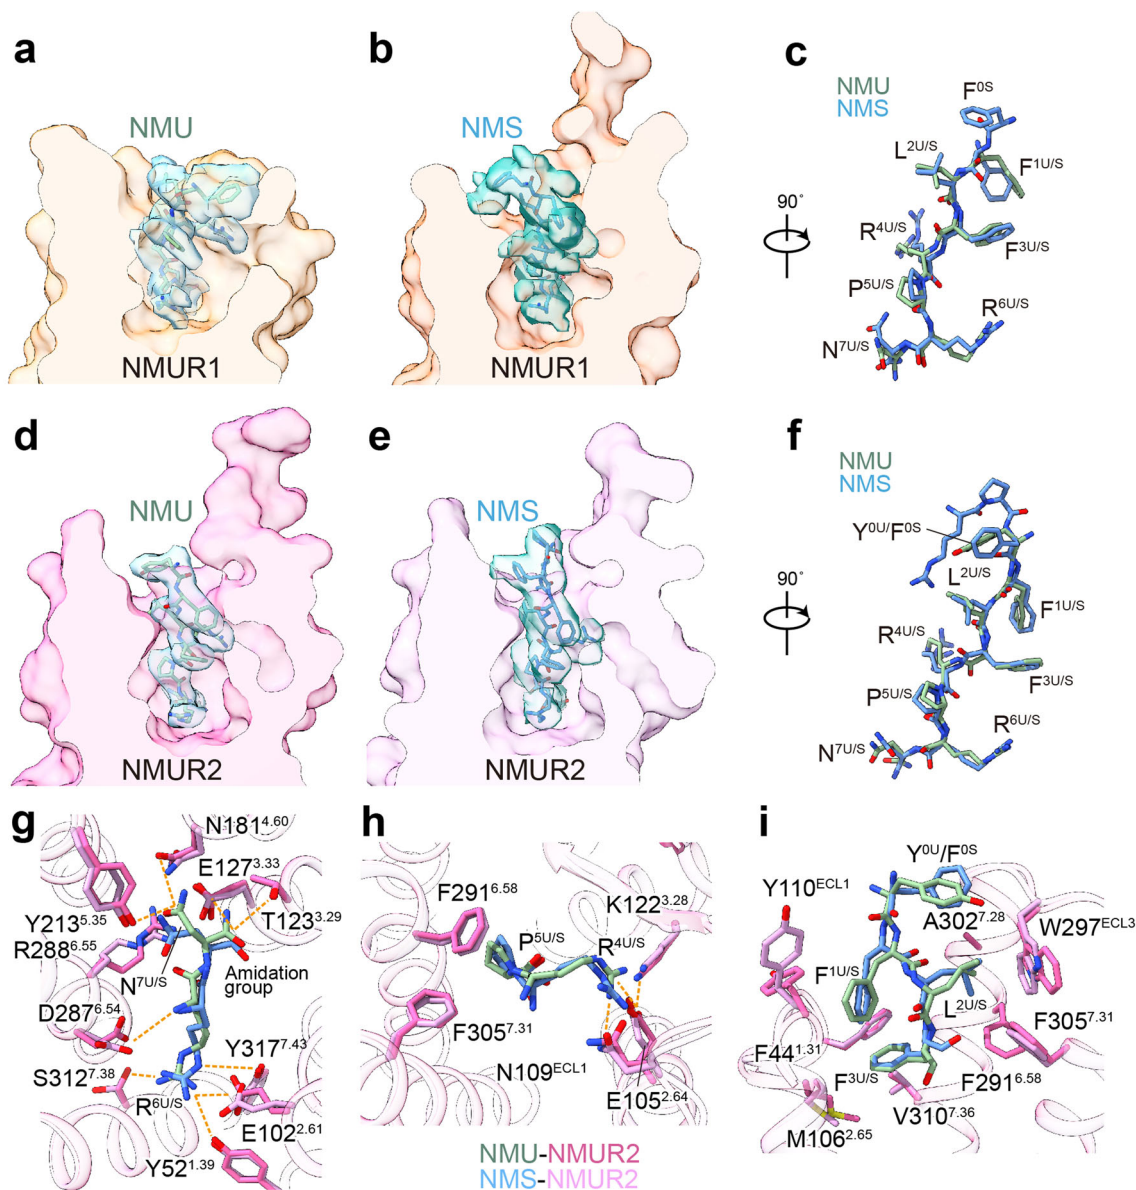 a
NMU
NMUR1
b
NMS
NMUR1
c
NMU
NMS
90°
F0S
L2U/S
F1U/S
R4U/S
F3U/S
P5U/S
R6U/S
N7U/S
d
NMU
NMUR2
e
NMS
NMUR2
f
NMU
NMS
90°
Y0U/F0S
L2U/S
F1U/S
R4U/S
F3U/S
P5U/S
R6U/S
N7U/S
g
N1814.60
E1273.33
Y2135.35
T1233.29
R2886.55
N7U/S
Amidation
group
D2876.54
Y3177.43
S3127.38
R6U/S
E1022.61
Y521.39
h
F2916.58
K1223.28
P5U/S
R4U/S
F3057.31
N109ECL1
E1052.64
NMU-NMUR2
NMS-NMUR2
i
Y0U/F0S
Y110ECL1
A3027.28
W297ECL3
F1U/S
L2U/S
F3057.31
F441.31
F3U/S
F2916.58
V3107.36
M1062.65